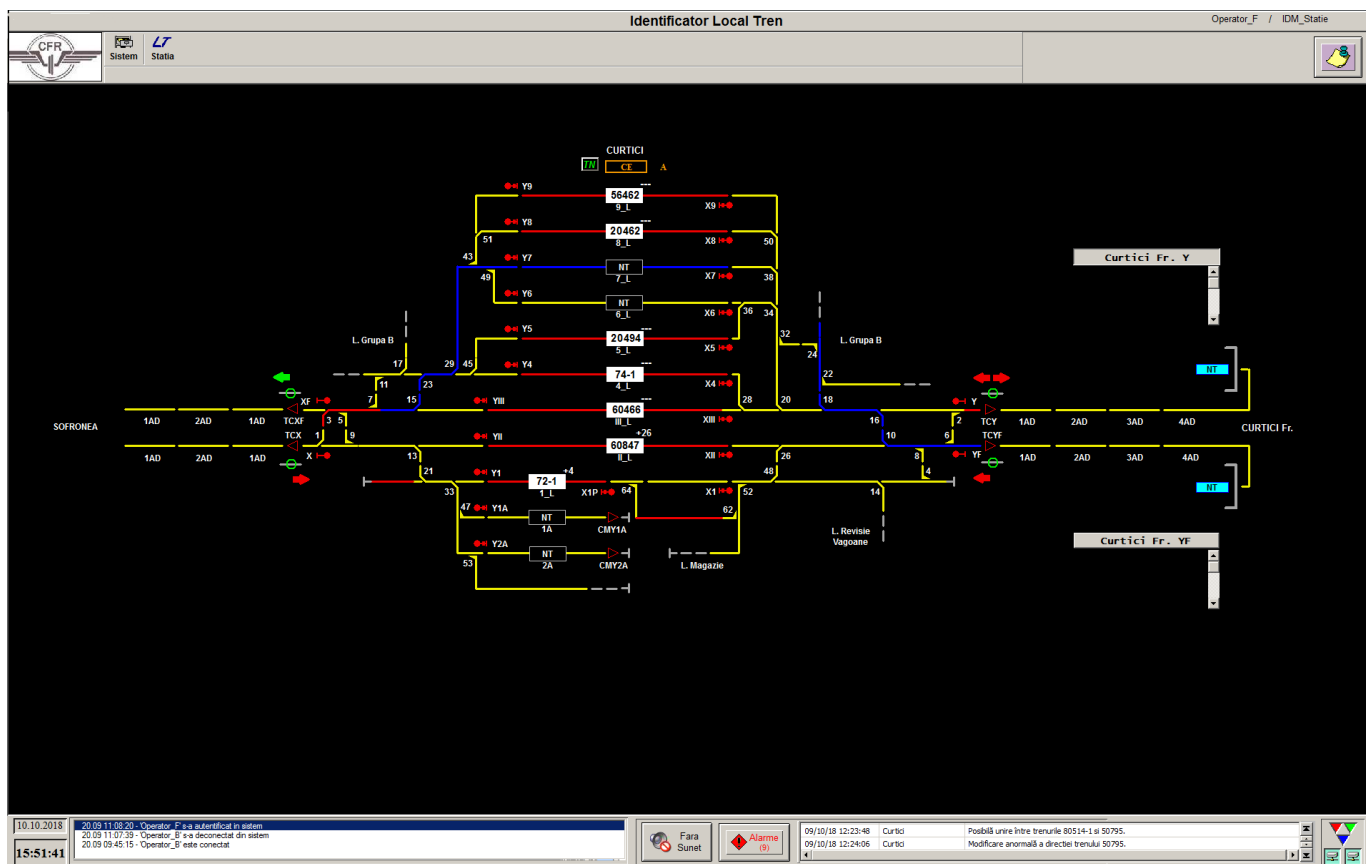 Identificator Local Tren
Operator_F / IDM_Statie
CFR
Sistem
LT
Statia
CURTICI
TN
CE
A
Y9
56462
---
9_L
X9
Y8
20462
---
8_L
X8
51
50
43
Y7
NT
7_L
X7
49
38
Y6
NT
6_L
X6
36
34
Y5
20494
---
5_L
X5
32
24
L. Grupa B
L. Grupa B
17
29
45
Y4
74-1
---
4_L
X4
22
11
23
7
15
YIII
60466
---
III_L
XIII
28
20
18
XF
Y
TCXF
3
5
16
2
TCY
SOFRONEA
1AD
2AD
1AD
1AD
2AD
3AD
4AD
CURTICI Fr.
TCX
1
9
YII
60847
+26
II_L
XII
10
6
TCYF
X
13
26
8
YF
1AD
2AD
1AD
1AD
2AD
3AD
4AD
21
Y1
72-1
+4
1_L
X1P
64
X1
48
52
14
4
33
47
Y1A
NT
1A
CMY1A
62
L. Revisie
Vagoane
Y2A
NT
2A
CMY2A
53
L. Magazie
Curtici Fr. Y
NT
NT
Curtici Fr. YF
10.10.2018
15:51:41
20.09 11:08:20 - 'Operator_F' s-a autentificat in sistem
20.09 11:07:39 - 'Operator_B' s-a deconectat din sistem
20.09 09:45:15 - 'Operator_B' este conectat
Fara
Sunet
Alarme
(9)
09/10/18 12:23:48 Curtici Posibilă unire între trenurile 80514-1 si 50795.
09/10/18 12:24:06 Curtici Modificare anormală a directiei trenului 50795.